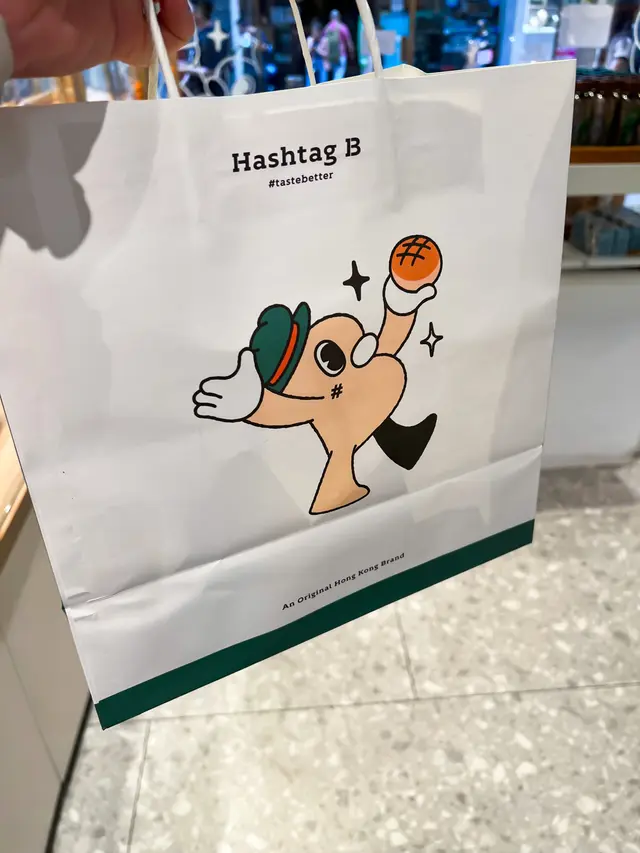 Hashtag B
#tastebetter
#
#
An Original Hong Kong Brand